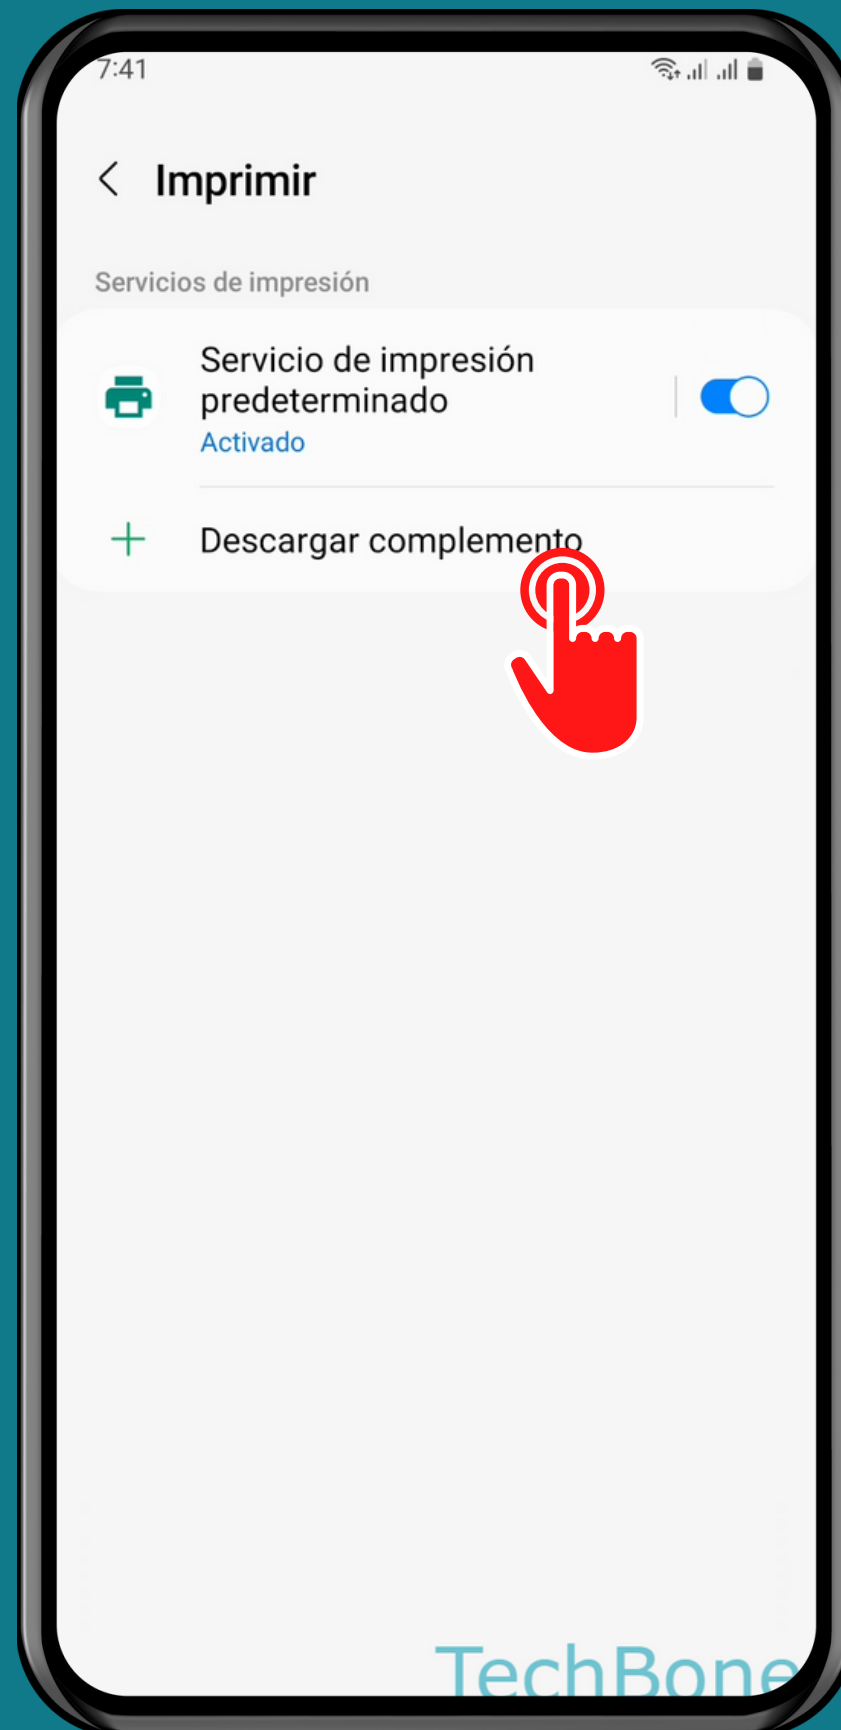 7:41
Imprimir
Servicios de impresión
Servicio de impresión
predeterminado
Activado
Descargar complemento
TechBone